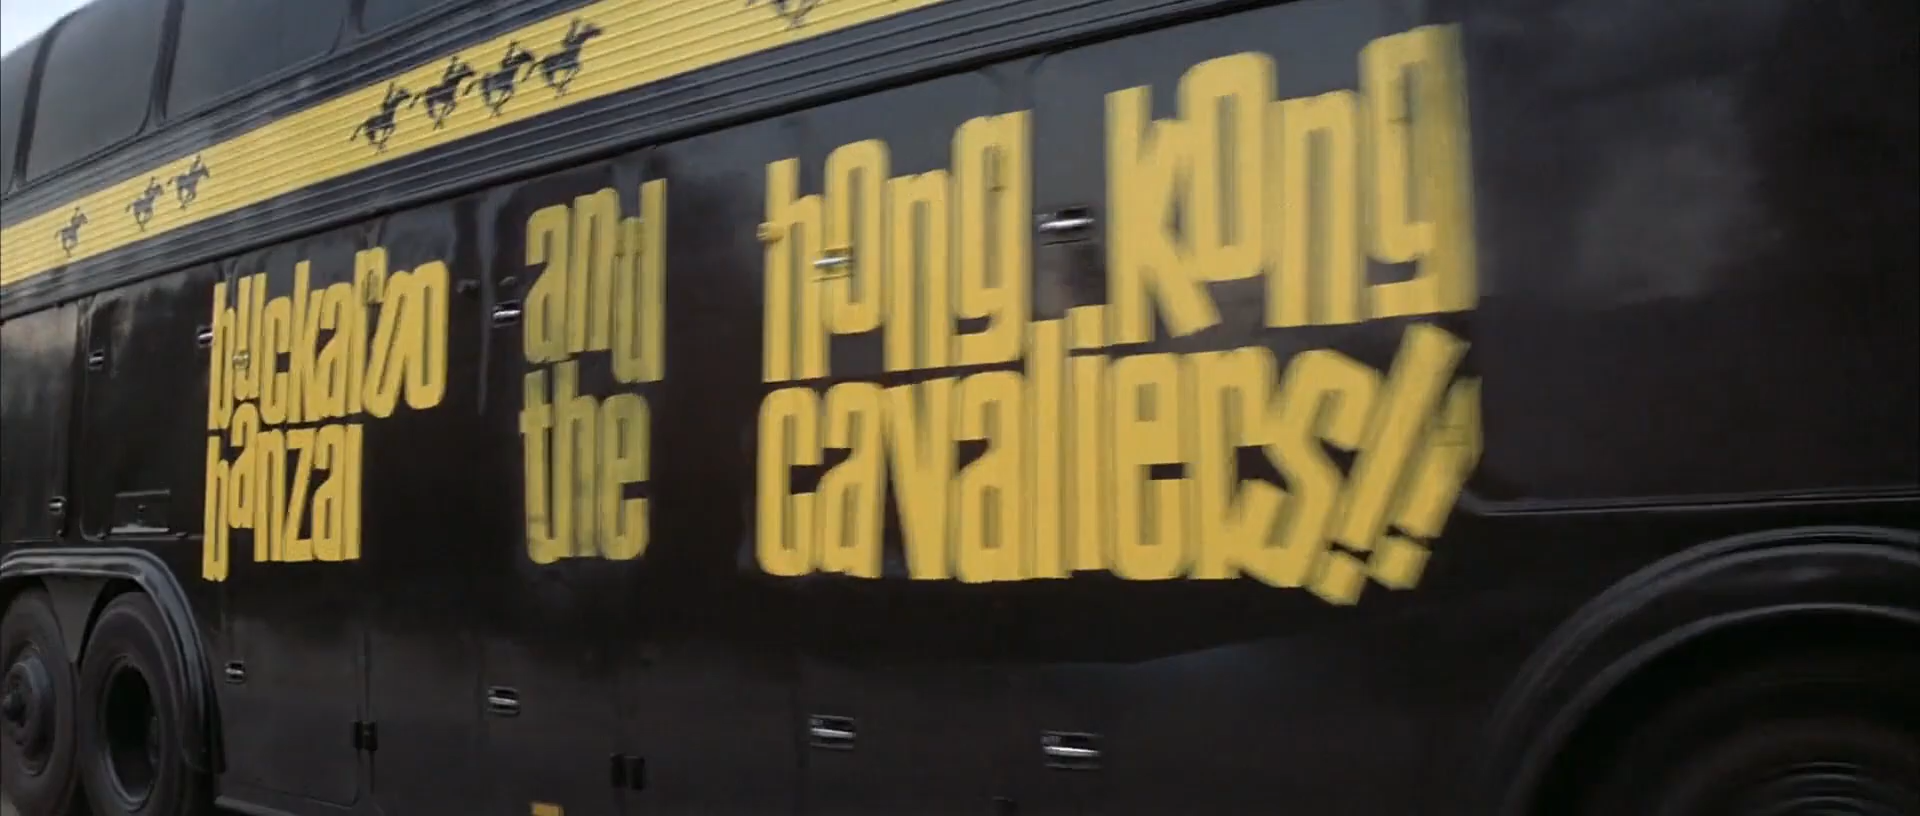 buckaroo
banzai
and
the
hong kong
cavaliers!!